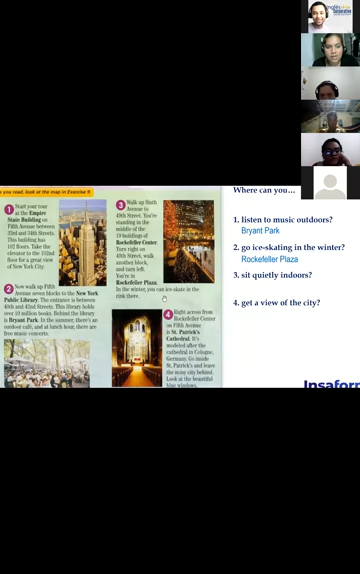 you read, look at the map in Exercise
1 Start your tour
at the Empire
State Building on
Fifth Avenue between
33rd and 34th Streets.
This building has
102 floors. Take the
elevator to the 102nd
floor for a great view
of New York City.
2 Now walk up Fifth
Avenue seven blocks to the New York
Public Library. The entrance is between
40th and 42nd Streets. This library holds
over 10 million books. Behind the library
is Bryant Park. In the summer, there's an
outdoor café, and at lunch hour, there are
free music concerts.
3 Walk up Sixth
Avenue to
49th Street. You're
standing in the
middle of the
19 buildings of
Rockefeller Center.
Turn right on
49th Street, walk
another block,
and turn left.
You're in
Rockefeller Plaza.
In the winter, you can ice-skate in the
rink there.
4 Right across from
Rockefeller Center
on Fifth Avenue
is St. Patrick's
Cathedral. It's
modeled after the
cathedral in Cologne,
Germany. Go inside
St. Patrick's and leave
the noisy city behind.
Look at the beautiful
blue windows.
Where can you…
1. listen to music outdoors?
Bryant Park
2. go ice-skating in the winter?
Rockefeller Plaza
3. sit quietly indoors?
4. get a view of the city?
Insafor